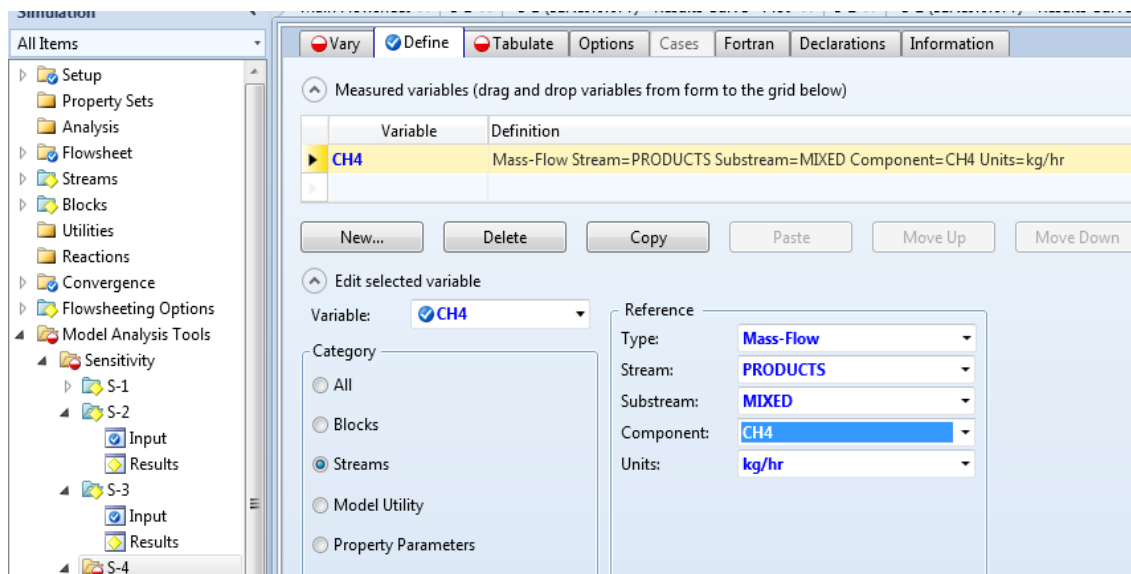 Simulation
All Items
Setup
Property Sets
Analysis
Flowsheet
Streams
Blocks
Utilities
Reactions
Convergence
Flowsheeting Options
Model Analysis Tools
Sensitivity
S-1
S-2
Input
Results
S-3
Input
Results
S-4
Vary Define Tabulate Options Cases Fortran Declarations Information
Measured variables (drag and drop variables from form to the grid below)
Variable Definition
CH4 Mass-Flow Stream=PRODUCTS Substream=MIXED Component=CH4 Units=kg/hr
New... Delete Copy Paste Move Up Move Down
Edit selected variable
Variable: CH4
Category
All
Blocks
Streams
Model Utility
Property Parameters
Reference
Type: Mass-Flow
Stream: PRODUCTS
Substream: MIXED
Component: CH4
Units: kg/hr